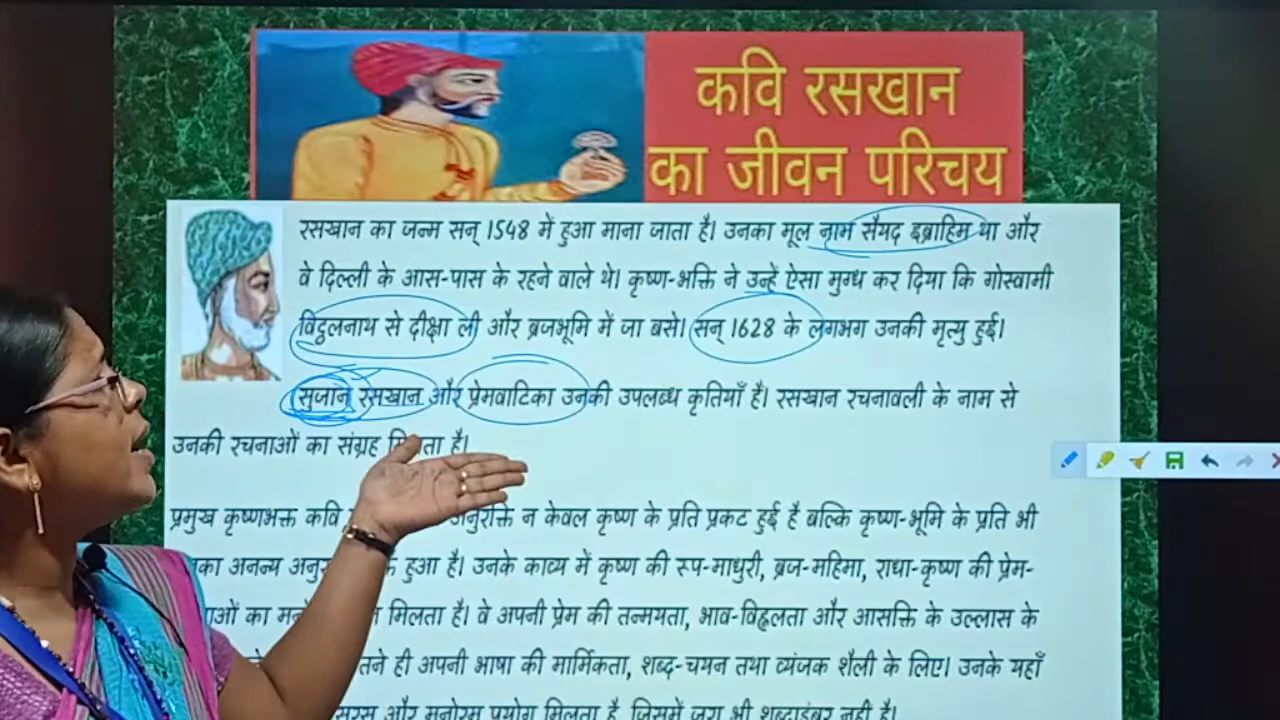 कवि रसखान
का जीवन परिचय
रसखान का जन्म सन् 1548 में हुआ माना जाता है। उनका मूल नाम सैयद इब्राहिम था और
वे दिल्ली के आस-पास के रहने वाले थे। कृष्ण-भक्ति ने उन्हें ऐसा मुग्ध कर दिया कि गोस्वामी
विट्ठलनाथ से दीक्षा ली और ब्रजभूमि में जा बसे। सन् 1628 के लगभग उनकी मृत्यु हुई।
सुजान रसखान और प्रेमवाटिका उनकी उपलब्ध कृतियाँ हैं। रसखान रचनावली के नाम से
उनकी रचनाओं का संग्रह है।
प्रमुख कृष्णभक्त कवि न केवल कृष्ण के प्रति प्रकट हुई है बल्कि कृष्ण-भूमि के प्रति भी
अनन्य हुआ है। उनके काव्य में कृष्ण की रूप-माधुरी, ब्रज-महिमा, राधा-कृष्ण की प्रेम-
का मिलता है। वे अपनी प्रेम की तन्मयता, भाव-विह्वलता और आसक्ति के उल्लास के
ही अपनी भाषा की मार्मिकता, शब्द-चयन तथा व्यंजक शैली के लिए। उनके यहाँ
और मनोरम प्रयोग मिलता है, जिसमें ज़रा भी शब्दाडंबर नहीं है।